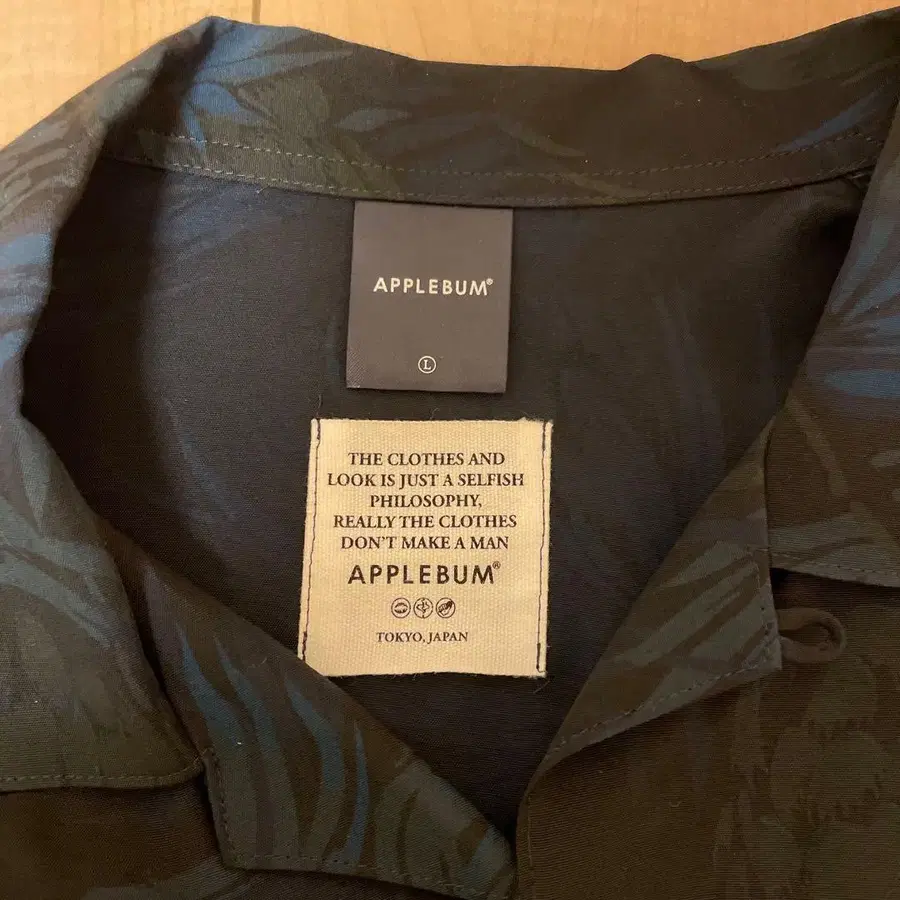 APPLEBUM®
L
THE CLOTHES AND
LOOK IS JUST A SELFISH
PHILOSOPHY,
REALLY THE CLOTHES
DON'T MAKE A MAN
APPLEBUM®
TOKYO, JAPAN